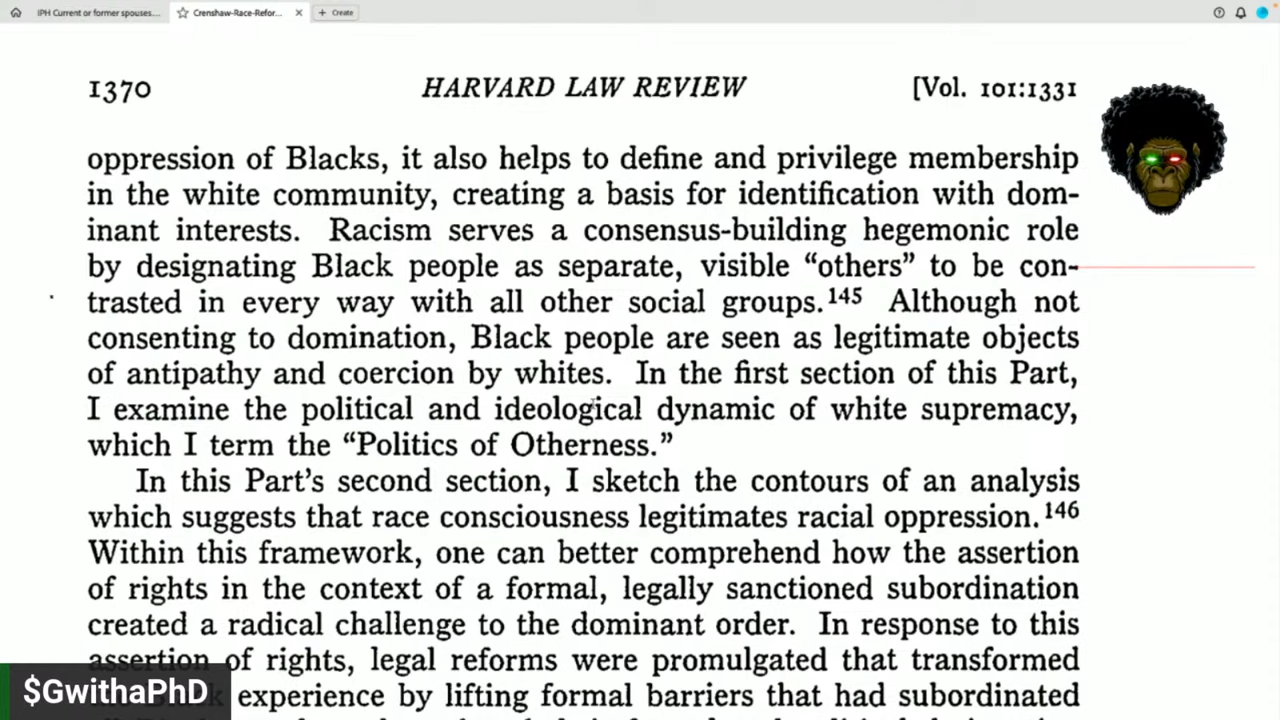 IPH Current or former spouses...
Crenshaw-Race-Refor...
Create
1370 HARVARD LAW REVIEW [Vol. 101:1331
oppression of Blacks, it also helps to define and privilege membership
in the white community, creating a basis for identification with dom-
inant interests. Racism serves a consensus-building hegemonic role
by designating Black people as separate, visible “others” to be con-
trasted in every way with all other social groups.145 Although not
consenting to domination, Black people are seen as legitimate objects
of antipathy and coercion by whites. In the first section of this Part,
I examine the political and ideological dynamic of white supremacy,
which I term the “Politics of Otherness.”
In this Part's second section, I sketch the contours of an analysis
which suggests that race consciousness legitimates racial oppression.146
Within this framework, one can better comprehend how the assertion
of rights in the context of a formal, legally sanctioned subordination
created a radical challenge to the dominant order. In response to this
assertion of rights, legal reforms were promulgated that transformed
experience by lifting formal barriers that had subordinated
$GwithaPhD